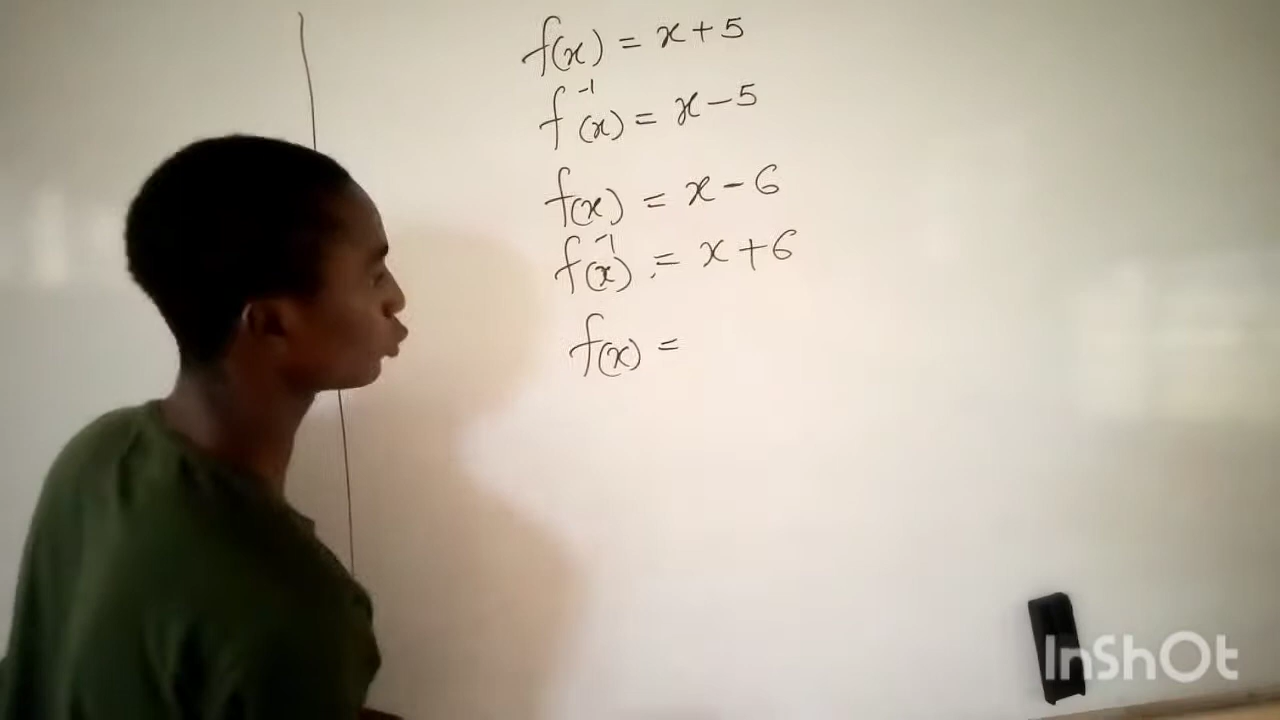 f(x) = x + 5
f⁻¹(x) = x - 5
f(x) = x - 6
f⁻¹(x) = x + 6
f(x) =
InShOt